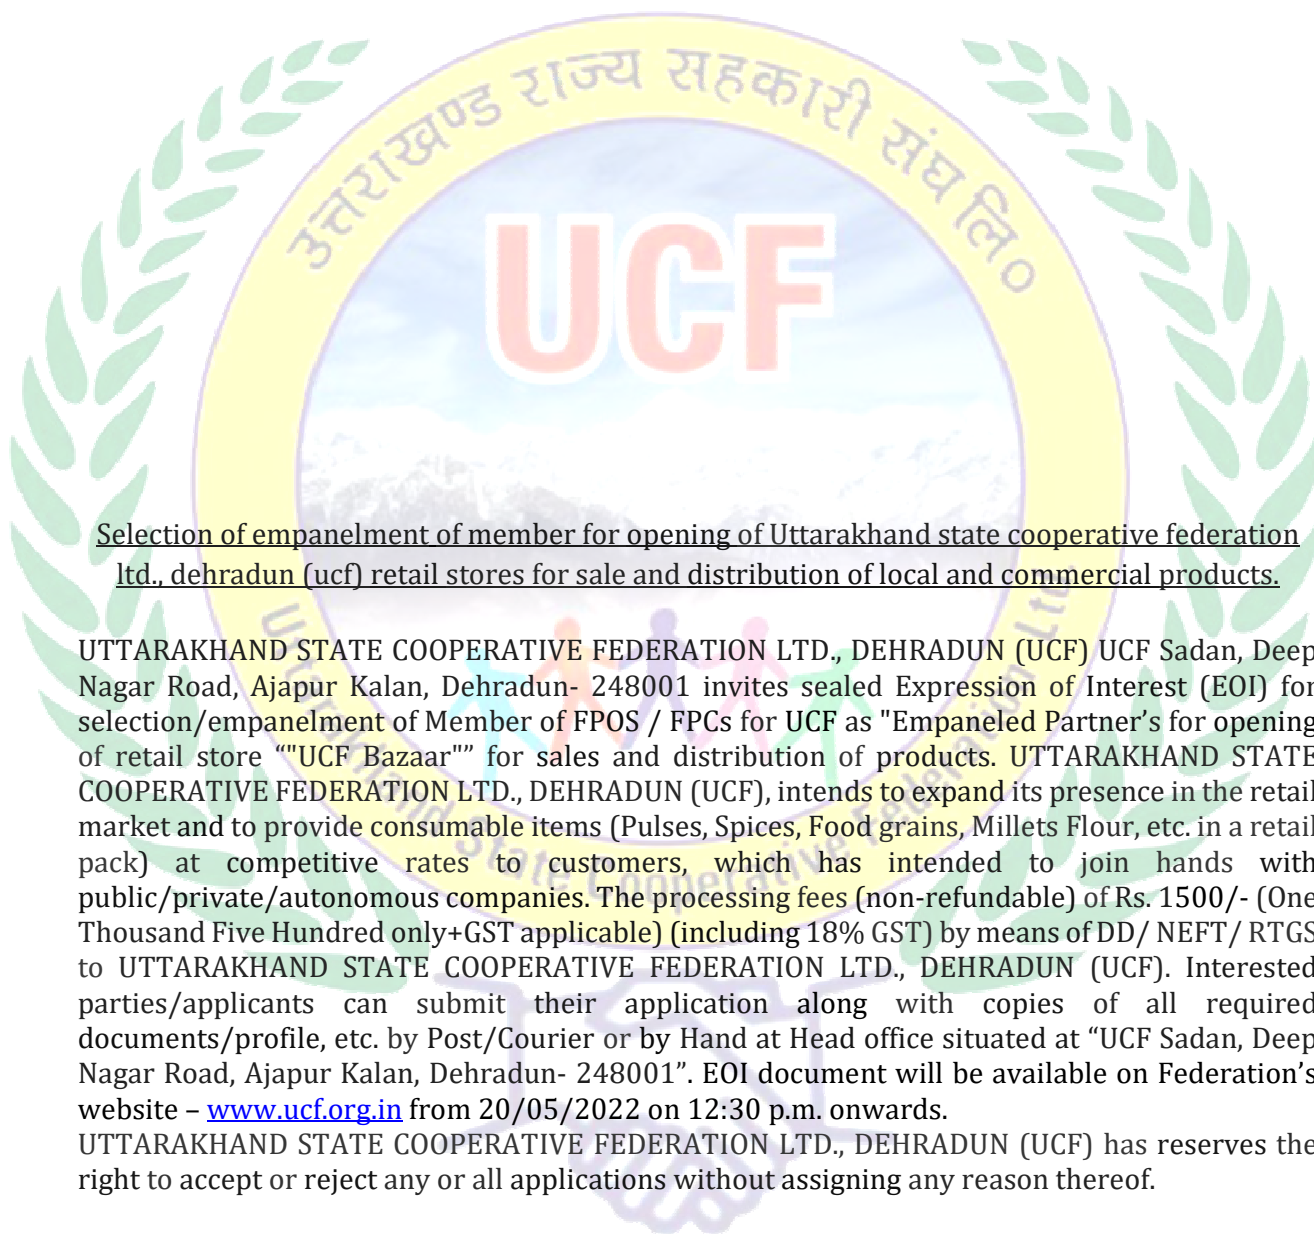 उत्तराखण्ड राज्य सहकारी संघ लि०
UCF
Selection of empanelment of member for opening of Uttarakhand state cooperative federation
ltd., dehradun (ucf) retail stores for sale and distribution of local and commercial products.
Uttarakhand State Cooperative Federation Ltd.
UTTARAKHAND STATE COOPERATIVE FEDERATION LTD., DEHRADUN (UCF) UCF Sadan, Deep
Nagar Road, Ajapur Kalan, Dehradun- 248001 invites sealed Expression of Interest (EOI) for
selection/empanelment of Member of FPOS / FPCs for UCF as "Empaneled Partner’s for opening
of retail store “"UCF Bazaar"” for sales and distribution of products. UTTARAKHAND STATE
COOPERATIVE FEDERATION LTD., DEHRADUN (UCF), intends to expand its presence in the retail
market and to provide consumable items (Pulses, Spices, Food grains, Millets Flour, etc. in a retail
pack) at competitive rates to customers, which has intended to join hands with
public/private/autonomous companies. The processing fees (non-refundable) of Rs. 1500/- (One
Thousand Five Hundred only+GST applicable) (including 18% GST) by means of DD/ NEFT/ RTGS
to UTTARAKHAND STATE COOPERATIVE FEDERATION LTD., DEHRADUN (UCF). Interested
parties/applicants can submit their application along with copies of all required
documents/profile, etc. by Post/Courier or by Hand at Head office situated at “UCF Sadan, Deep
Nagar Road, Ajapur Kalan, Dehradun- 248001”. EOI document will be available on Federation’s
website – www.ucf.org.in from 20/05/2022 on 12:30 p.m. onwards.
UTTARAKHAND STATE COOPERATIVE FEDERATION LTD., DEHRADUN (UCF) has reserves the
right to accept or reject any or all applications without assigning any reason thereof.